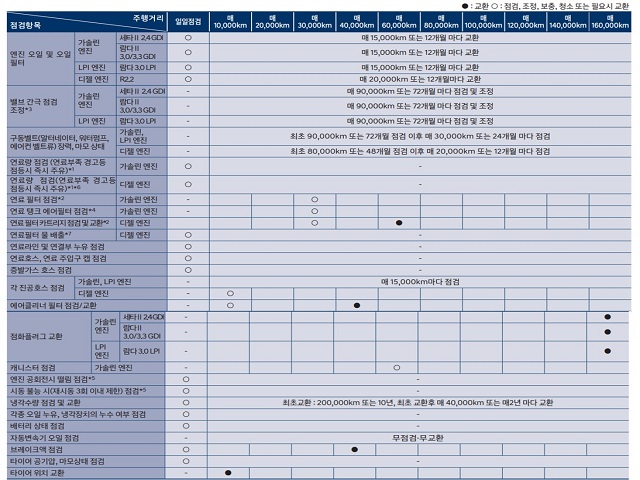 ● : 교환 ○ : 점검, 조정, 보충, 청소 또는 필요시 교환
점검항목 주행거리 일일점검 매 10,000km 매 20,000km 매 30,000km 매 40,000km 매 60,000km 매 80,000km 매 100,000km 매 120,000km 매 140,000km 매 160,000km
엔진 오일 및 오일 필터 가솔린 엔진 세타Ⅱ 2.4 GDI ○ 매 15,000km 또는 12개월 마다 교환
람다Ⅱ 3.0/3.3 GDI ○ 매 15,000km 또는 12개월 마다 교환
LPI 엔진 람다 3.0 LPI ○ 매 15,000km 또는 12개월 마다 교환
디젤 엔진 R2.2 ○ 매 20,000km 또는 12개월마다 교환
밸브 간극 점검 조정*³ 가솔린 엔진 세타Ⅱ 2.4 GDI - 매 90,000km 또는 72개월 마다 점검 및 조정
람다Ⅱ 3.0/3.3 GDI - 매 90,000km 또는 72개월 마다 점검 및 조정
LPI 엔진 람다 3.0 LPI - 매 90,000km 또는 72개월 마다 점검 및 조정
구동벨트(알터네이터, 워터펌프, 에어컨 벨트류) 장력, 마모 상태 가솔린, LPI 엔진 - 최초 90,000km 또는 72개월 점검 이후 매 30,000km 또는 24개월 마다 점검
디젤 엔진 - 최초 80,000km 또는 48개월 점검 이후 매 20,000km 또는 12개월 마다 점검
연료량 점검 (연료부족 경고등 점등시 즉시 주유)*¹ 가솔린 엔진 ○ -
연료량 점검(연료부족 경고등 점등시 즉시 주유)*¹*⁶ 디젤 엔진 ○ -
연료 필터 점검*² 가솔린 엔진 - ○
연료 탱크 에어필터 점검*⁴ 가솔린 엔진 - ○
연료 필터 카트리지 점검 및 교환*² 디젤 엔진 ○ ●
연료필터 물 배출*⁷ 디젤 엔진 ○ -
연료라인 및 연결부 누유 점검 ○ -
연료호스, 연료 주입구 캡 점검 ○ -
증발가스 호스 점검 ○ -
각 진공호스 점검 가솔린, LPI 엔진 - 매 15,000km마다 점검
디젤 엔진 - ○
에어클리너 필터 점검/교환 - ○ ●
점화플러그 교환 가솔린 엔진 세타Ⅱ 2.4GDI - ●
람다Ⅱ 3.0/3.3 GDI - ●
LPI 엔진 람다 3.0 LPI - ●
캐니스터 점검 가솔린 엔진 - ○
엔진 공회전시 떨림 점검*⁵ ○ -
시동 불능 시(재시동 3회 이내 제한) 점검*⁵ ○ -
냉각수량 점검 및 교환 ○ 최초교환 : 200,000km 또는 10년, 최초 교환후 매 40,000km 또는 매2년 마다 교환
각종 오일 누유, 냉각장치의 누수 여부 점검 ○ -
배터리 상태 점검 ○ -
자동변속기 오일 점검 - 무점검·무교환
브레이크액 점검 ○ ●
타이어 공기압, 마모상태 점검 ○ -
타이어 위치 교환 - ●